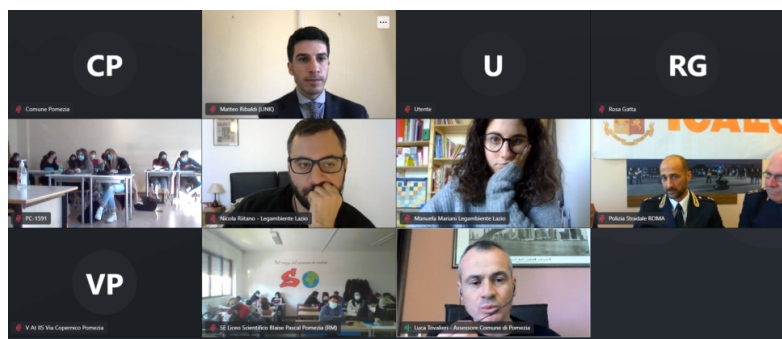 CP
Comune Pomezia
Matteo Ribaldi (LINK)
U
Utente
RG
Rosa Gatta
PC-1591
Nicola Riitano - Legambiente Lazio
Manuela Mariani Legambiente Lazio
Polizia Stradale ROMA
VP
V At IIS Via Copernico Pomezia
SE Liceo Scientifico Blaise Pascal Pomezia (RM)
Luca Tovalieri - Assessore Comune di Pomezia